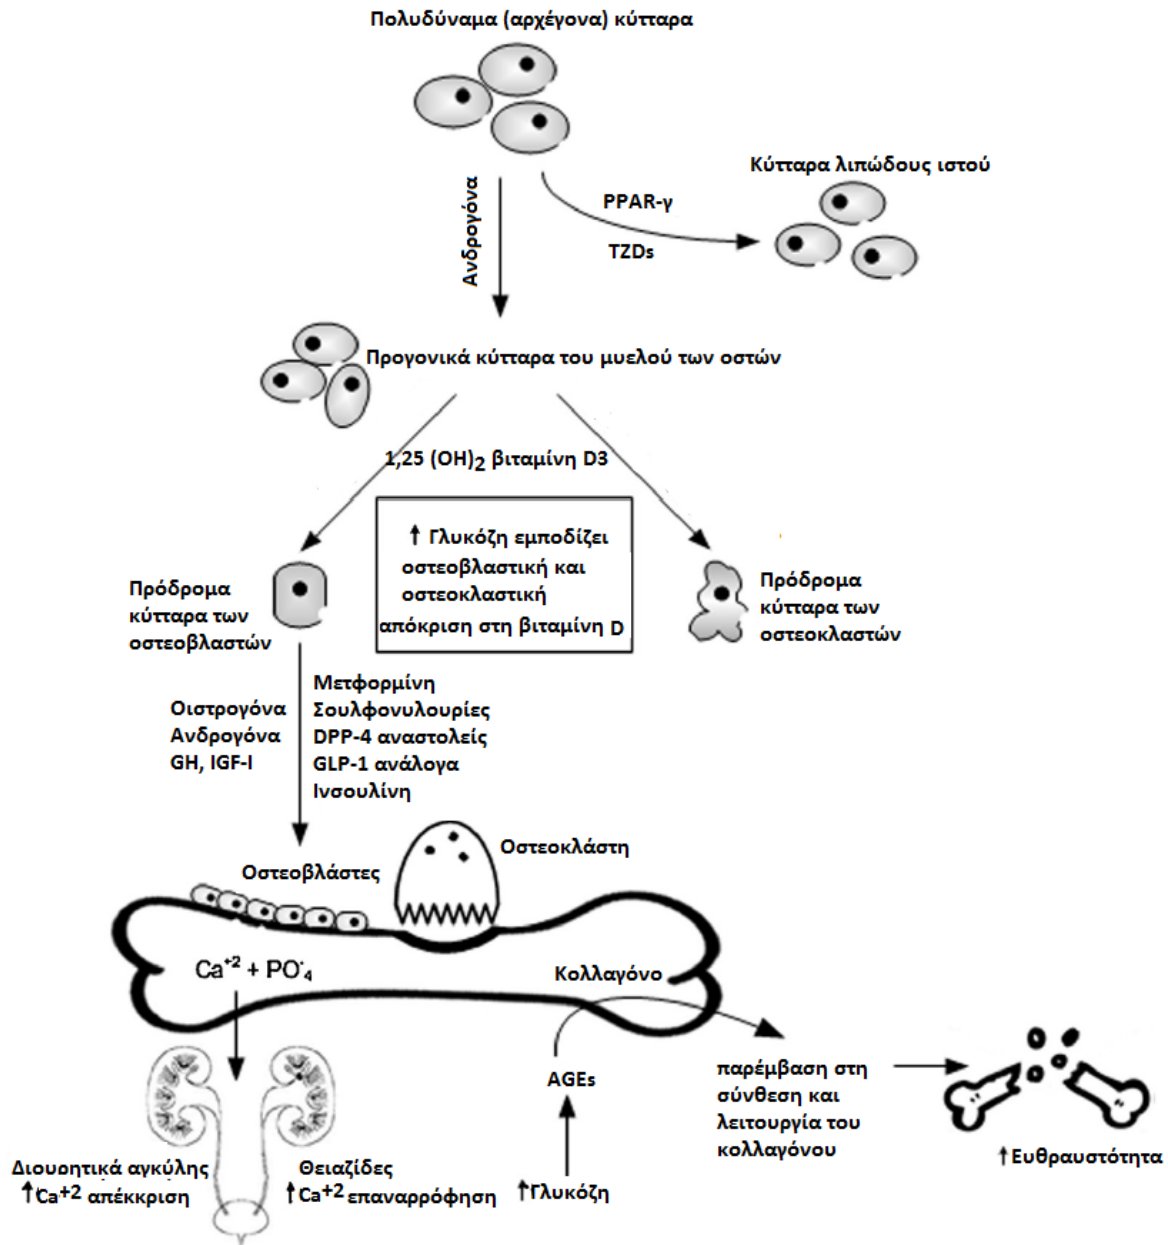 Πολυδύναμα (αρχέγονα) κύτταρα
Κύτταρα λιπώδους ιστού
Ανδρογόνα
PPAR-γ
TZDs
Προγονικά κύτταρα του μυελού των οστών
1,25 (OH)2 βιταμίνη D3
↑ Γλυκόζη εμποδίζει
οστεοβλαστική και
οστεοκλαστική
απόκριση στη βιταμίνη D
Πρόδρομα
κύτταρα των
οστεοβλαστών
Πρόδρομα
κύτταρα των
οστεοκλαστών
Οιστρογόνα
Ανδρογόνα
GH, IGF-I
Μετφορμίνη
Σουλφονυλουρίες
DPP-4 αναστολείς
GLP-1 ανάλογα
Ινσουλίνη
Οστεοβλάστες
Οστεοκλάστη
Ca+2 + PO-4
Κολλαγόνο
AGEs
↑Γλυκόζη
παρέμβαση στη
σύνθεση και
λειτουργία του
κολλαγόνου
↑Ευθραυστότητα
Διουρητικά αγκύλης
↑Ca+2 απέκκριση
Θειαζίδες
↑Ca+2 επαναρρόφηση